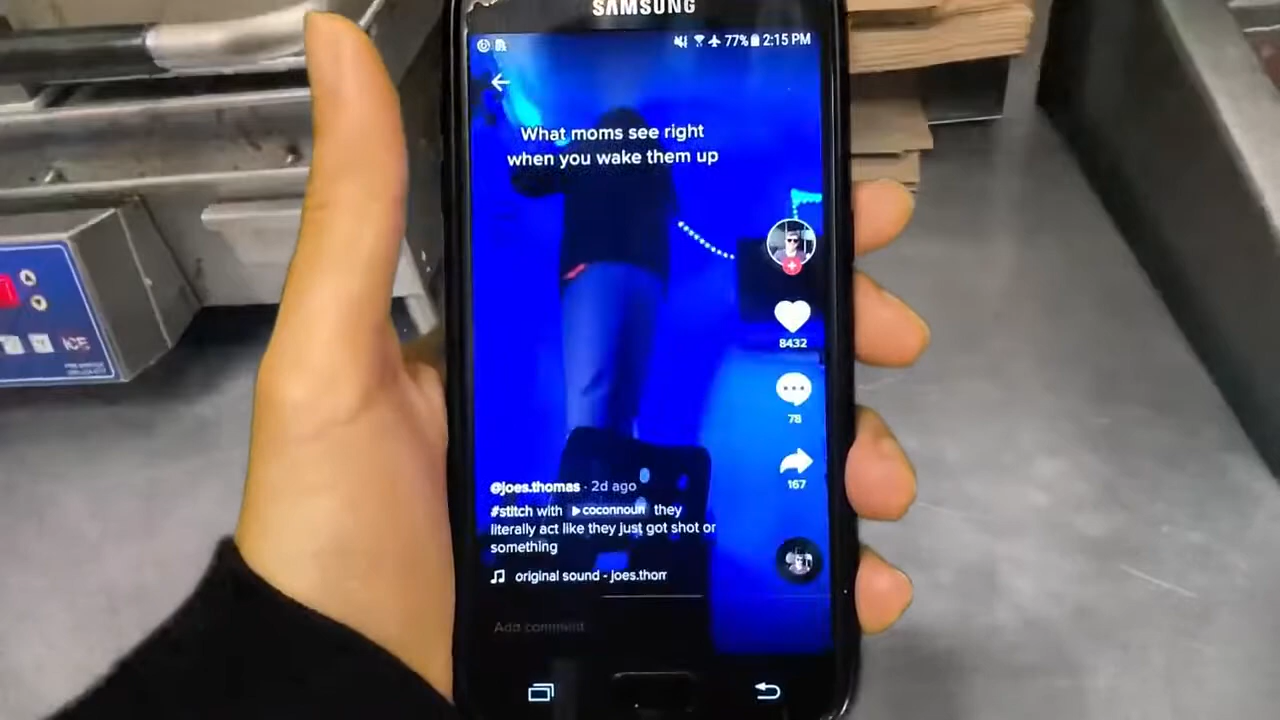 SAMSUNG
77% 2:15 PM
What moms see right
when you wake them up
8432
78
167
@joes.thomas · 2d ago
#stitch with coconnoun they
literally act like they just got shot or
something
original sound - joes.thom
Add comment
ICE